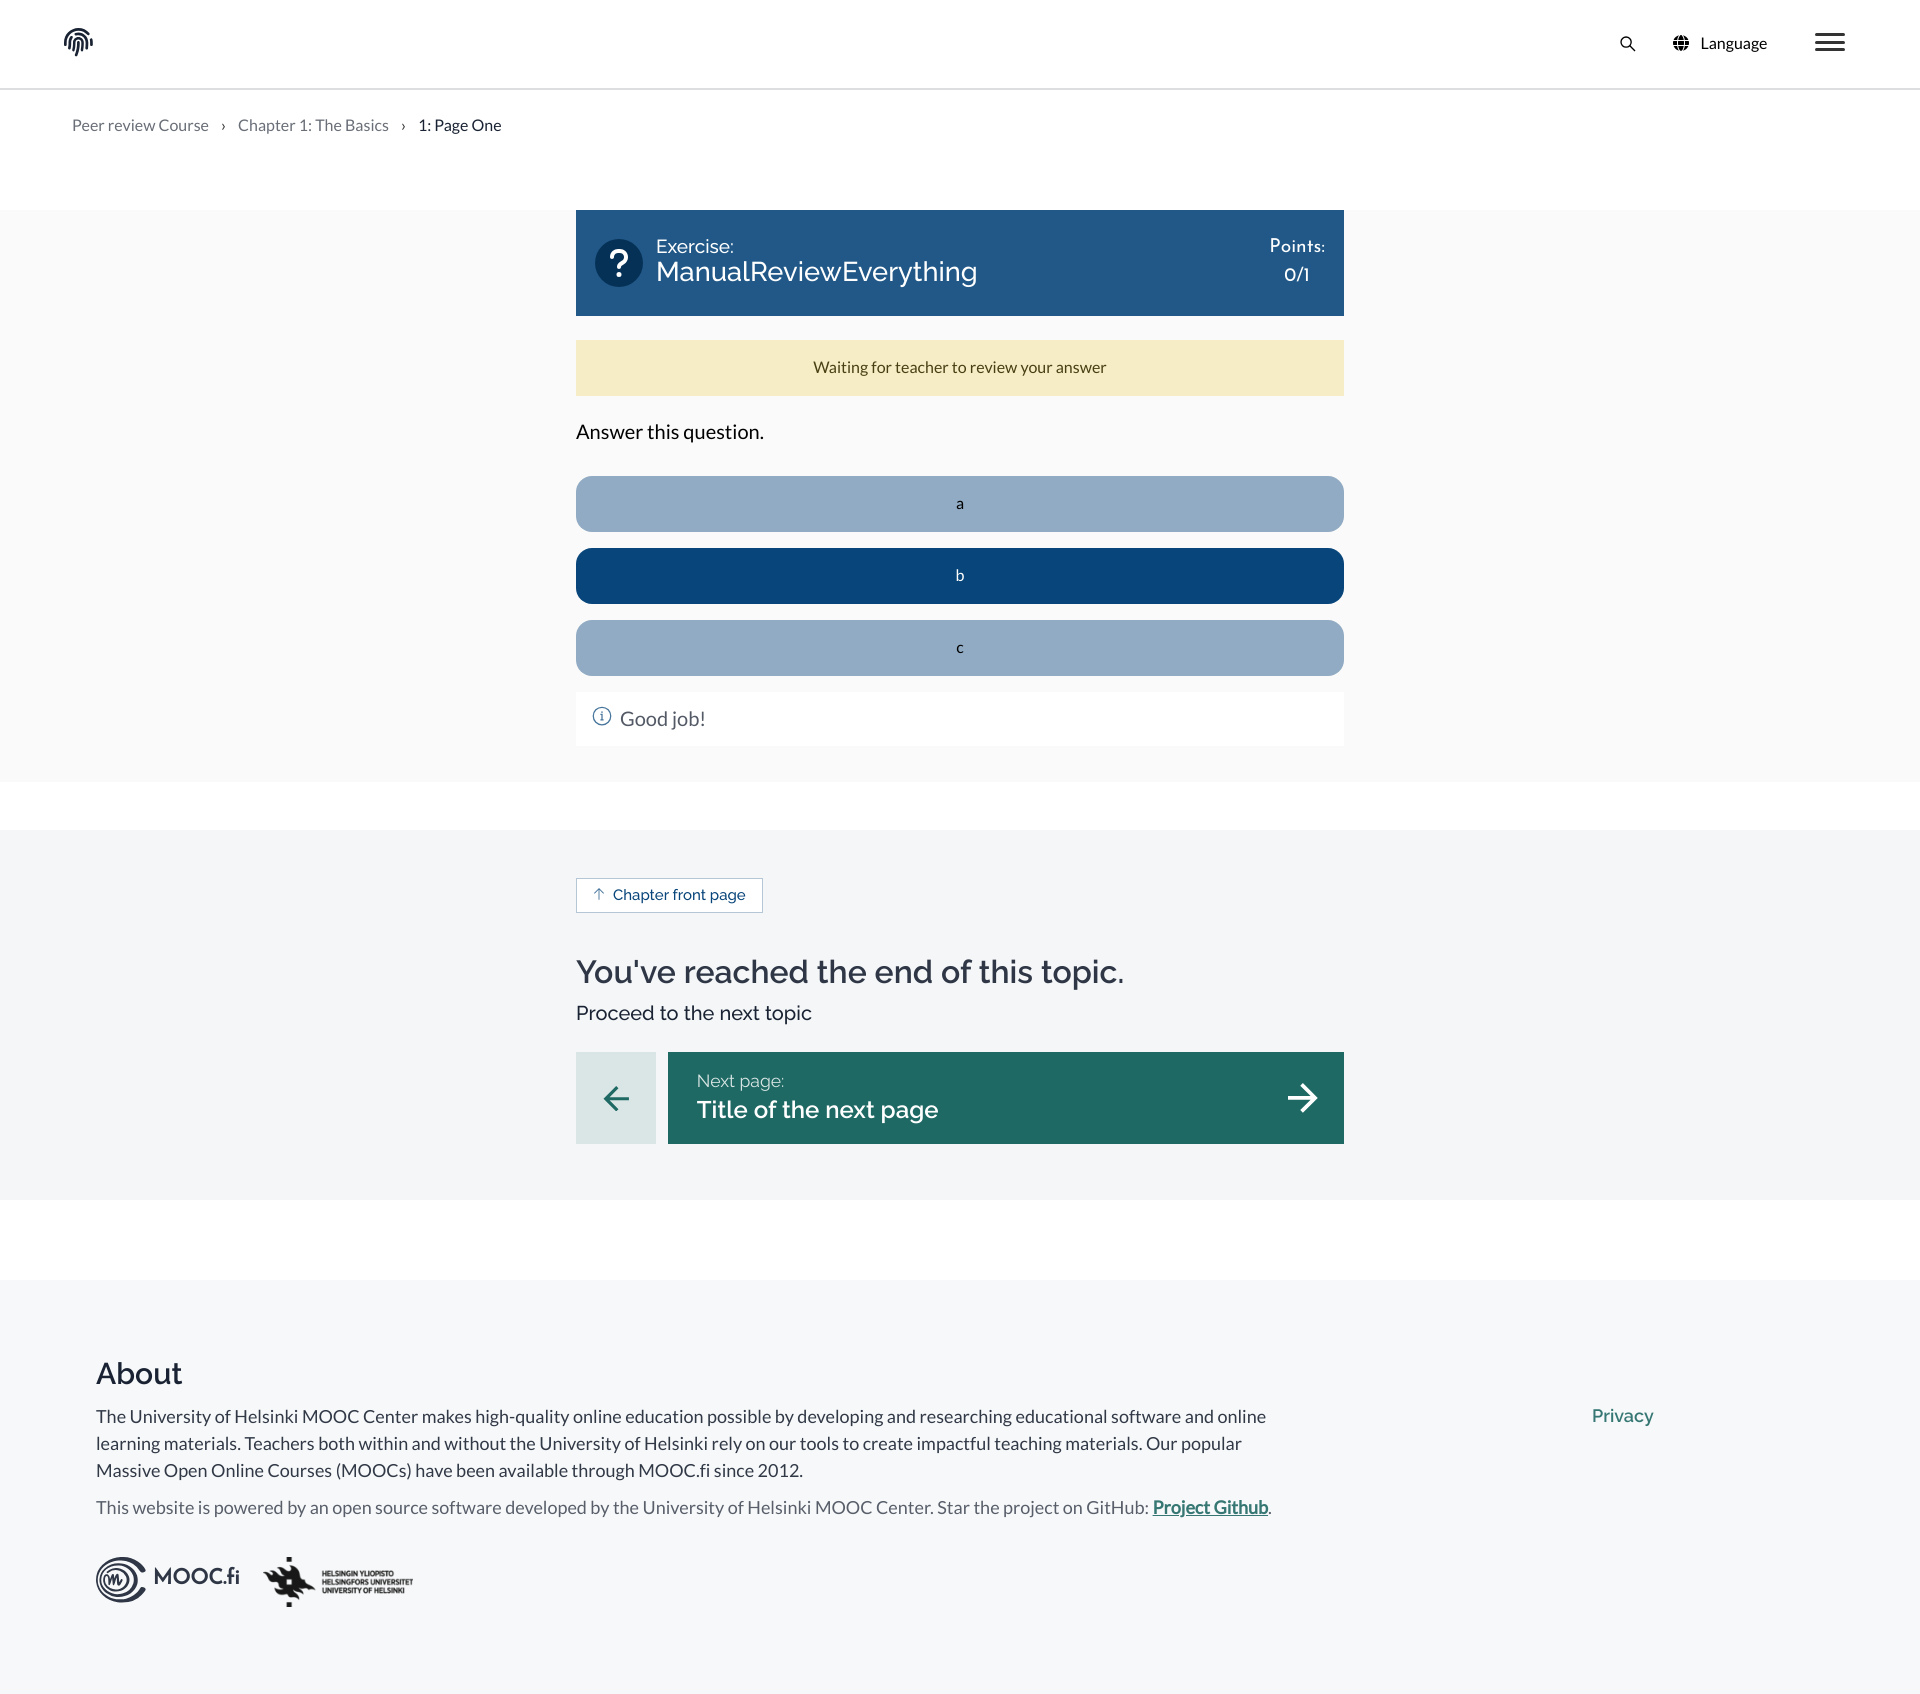 Language
Peer review Course › Chapter 1: The Basics › 1: Page One
Exercise:
ManualReviewEverything
Points:
0/1
Waiting for teacher to review your answer
Answer this question.
a
b
c
Good job!
Chapter front page
You've reached the end of this topic.
Proceed to the next topic
Next page:
Title of the next page
About
The University of Helsinki MOOC Center makes high-quality online education possible by developing and researching educational software and online
learning materials. Teachers both within and without the University of Helsinki rely on our tools to create impactful teaching materials. Our popular
Massive Open Online Courses (MOOCs) have been available through MOOC.fi since 2012.
This website is powered by an open source software developed by the University of Helsinki MOOC Center. Star the project on GitHub: Project Github.
Privacy
MOOC.fi
HELSINGIN YLIOPISTO
HELSINGFORS UNIVERSITET
UNIVERSITY OF HELSINKI